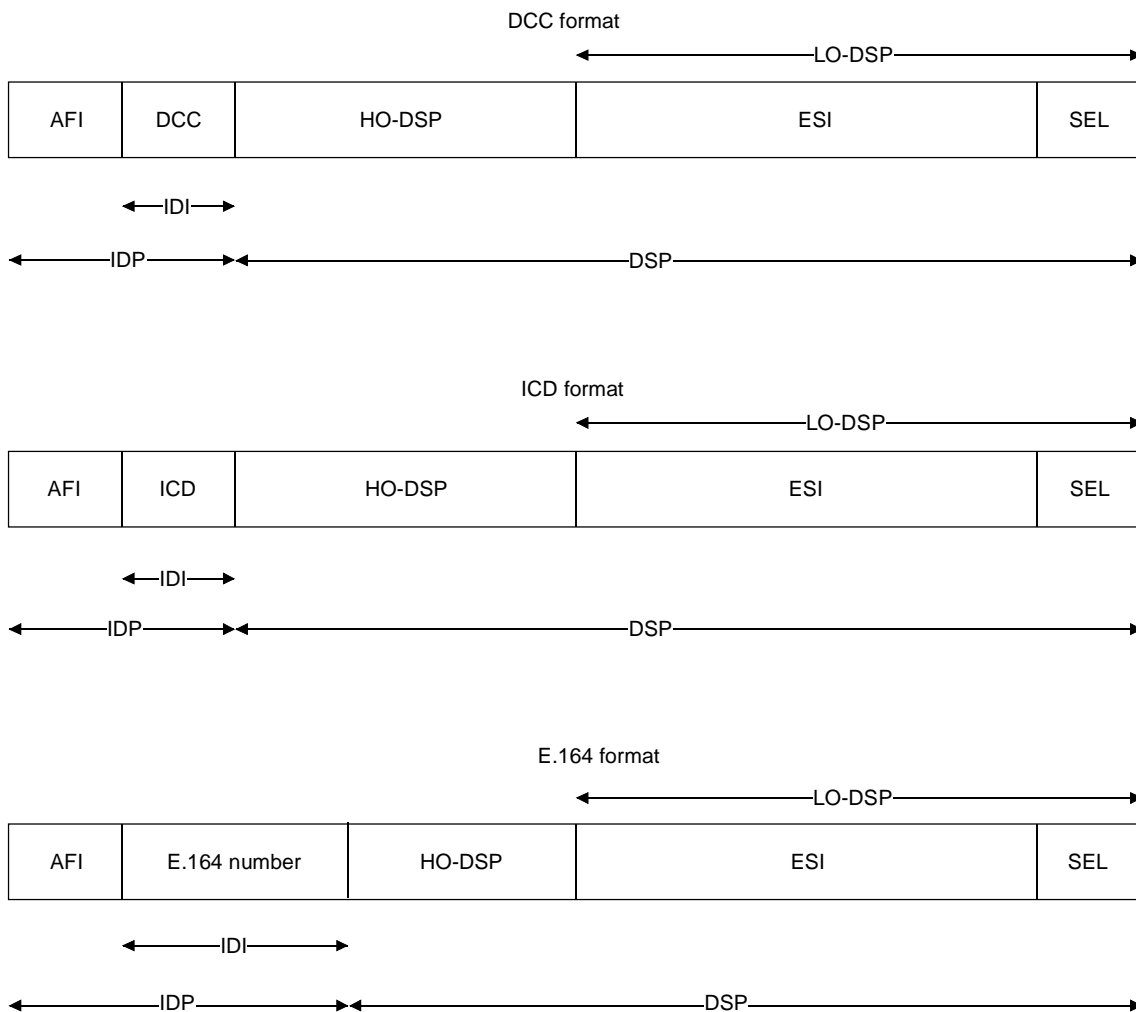 DCC format
LO-DSP
AFI DCC HO-DSP ESI SEL
IDI
IDP DSP
ICD format
LO-DSP
AFI ICD HO-DSP ESI SEL
IDI
IDP DSP
E.164 format
LO-DSP
AFI E.164 number HO-DSP ESI SEL
IDI
IDP DSP